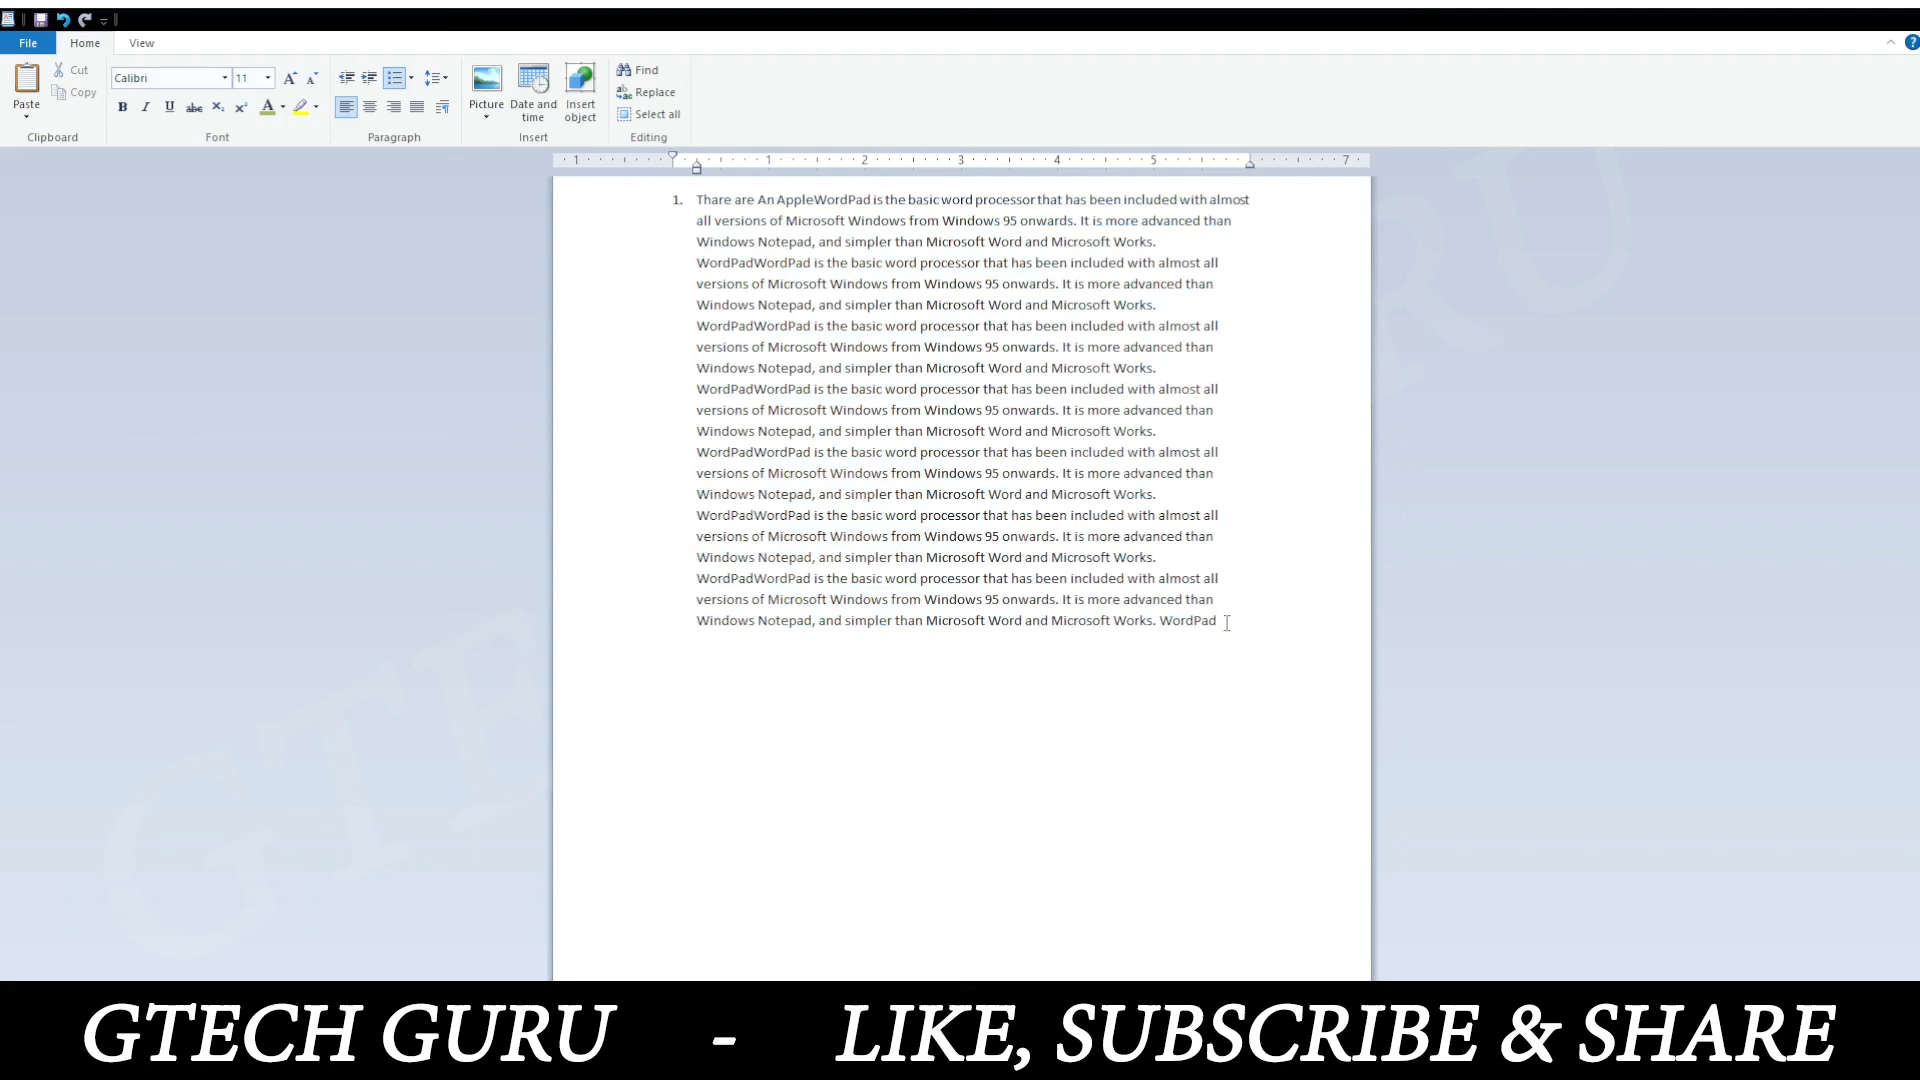 File Home View
Paste Cut Copy Clipboard
Calibri 11 Font
Paragraph
Picture Date and time Insert object Insert
Find Replace Select all Editing
1 1 2 3 4 5 7
1. Thare are An AppleWordPad is the basic word processor that has been included with almost
all versions of Microsoft Windows from Windows 95 onwards. It is more advanced than
Windows Notepad, and simpler than Microsoft Word and Microsoft Works.
WordPadWordPad is the basic word processor that has been included with almost all
versions of Microsoft Windows from Windows 95 onwards. It is more advanced than
Windows Notepad, and simpler than Microsoft Word and Microsoft Works.
WordPadWordPad is the basic word processor that has been included with almost all
versions of Microsoft Windows from Windows 95 onwards. It is more advanced than
Windows Notepad, and simpler than Microsoft Word and Microsoft Works.
WordPadWordPad is the basic word processor that has been included with almost all
versions of Microsoft Windows from Windows 95 onwards. It is more advanced than
Windows Notepad, and simpler than Microsoft Word and Microsoft Works.
WordPadWordPad is the basic word processor that has been included with almost all
versions of Microsoft Windows from Windows 95 onwards. It is more advanced than
Windows Notepad, and simpler than Microsoft Word and Microsoft Works.
WordPadWordPad is the basic word processor that has been included with almost all
versions of Microsoft Windows from Windows 95 onwards. It is more advanced than
Windows Notepad, and simpler than Microsoft Word and Microsoft Works.
WordPadWordPad is the basic word processor that has been included with almost all
versions of Microsoft Windows from Windows 95 onwards. It is more advanced than
Windows Notepad, and simpler than Microsoft Word and Microsoft Works. WordPad
GTECH GURU - LIKE, SUBSCRIBE & SHARE